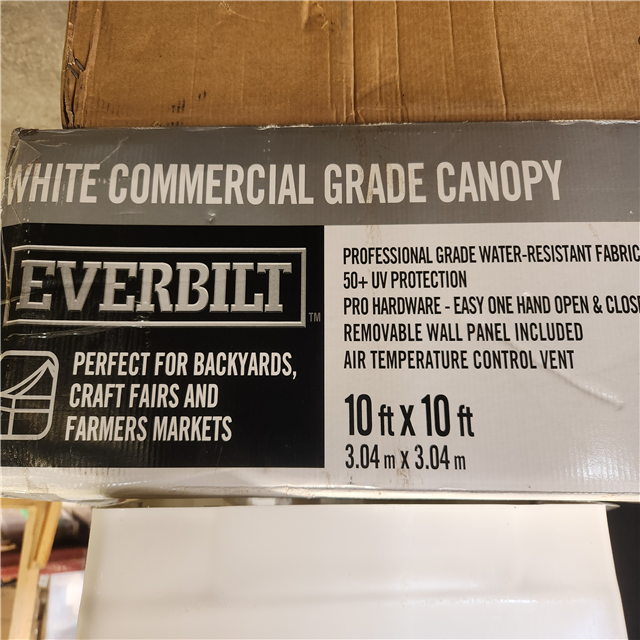 WHITE COMMERCIAL GRADE CANOPY
EVERBILT TM
PERFECT FOR BACKYARDS,
CRAFT FAIRS AND
FARMERS MARKETS
PROFESSIONAL GRADE WATER-RESISTANT FABRIC
50+ UV PROTECTION
PRO HARDWARE - EASY ONE HAND OPEN & CLOS
REMOVABLE WALL PANEL INCLUDED
AIR TEMPERATURE CONTROL VENT
10 ft x 10 ft
3.04 m x 3.04 m